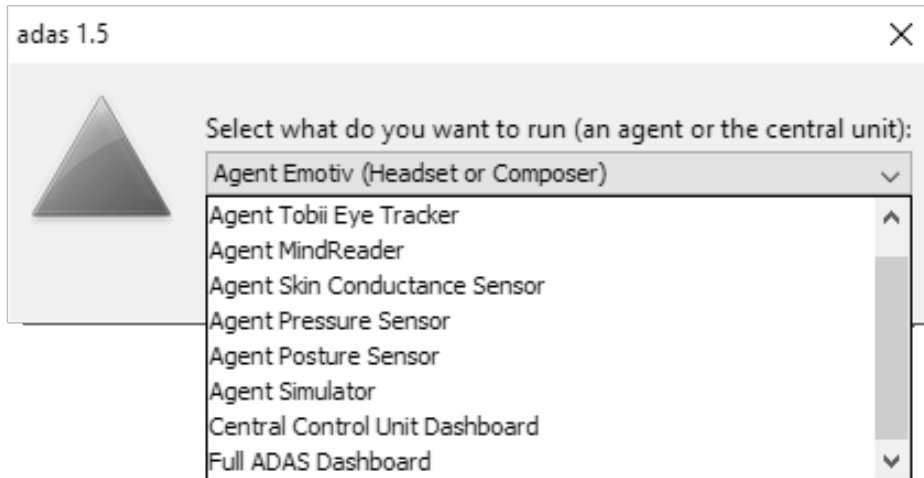 adas 1.5
Select what do you want to run (an agent or the central unit):
Agent Emotiv (Headset or Composer)
Agent Tobii Eye Tracker
Agent MindReader
Agent Skin Conductance Sensor
Agent Pressure Sensor
Agent Posture Sensor
Agent Simulator
Central Control Unit Dashboard
Full ADAS Dashboard